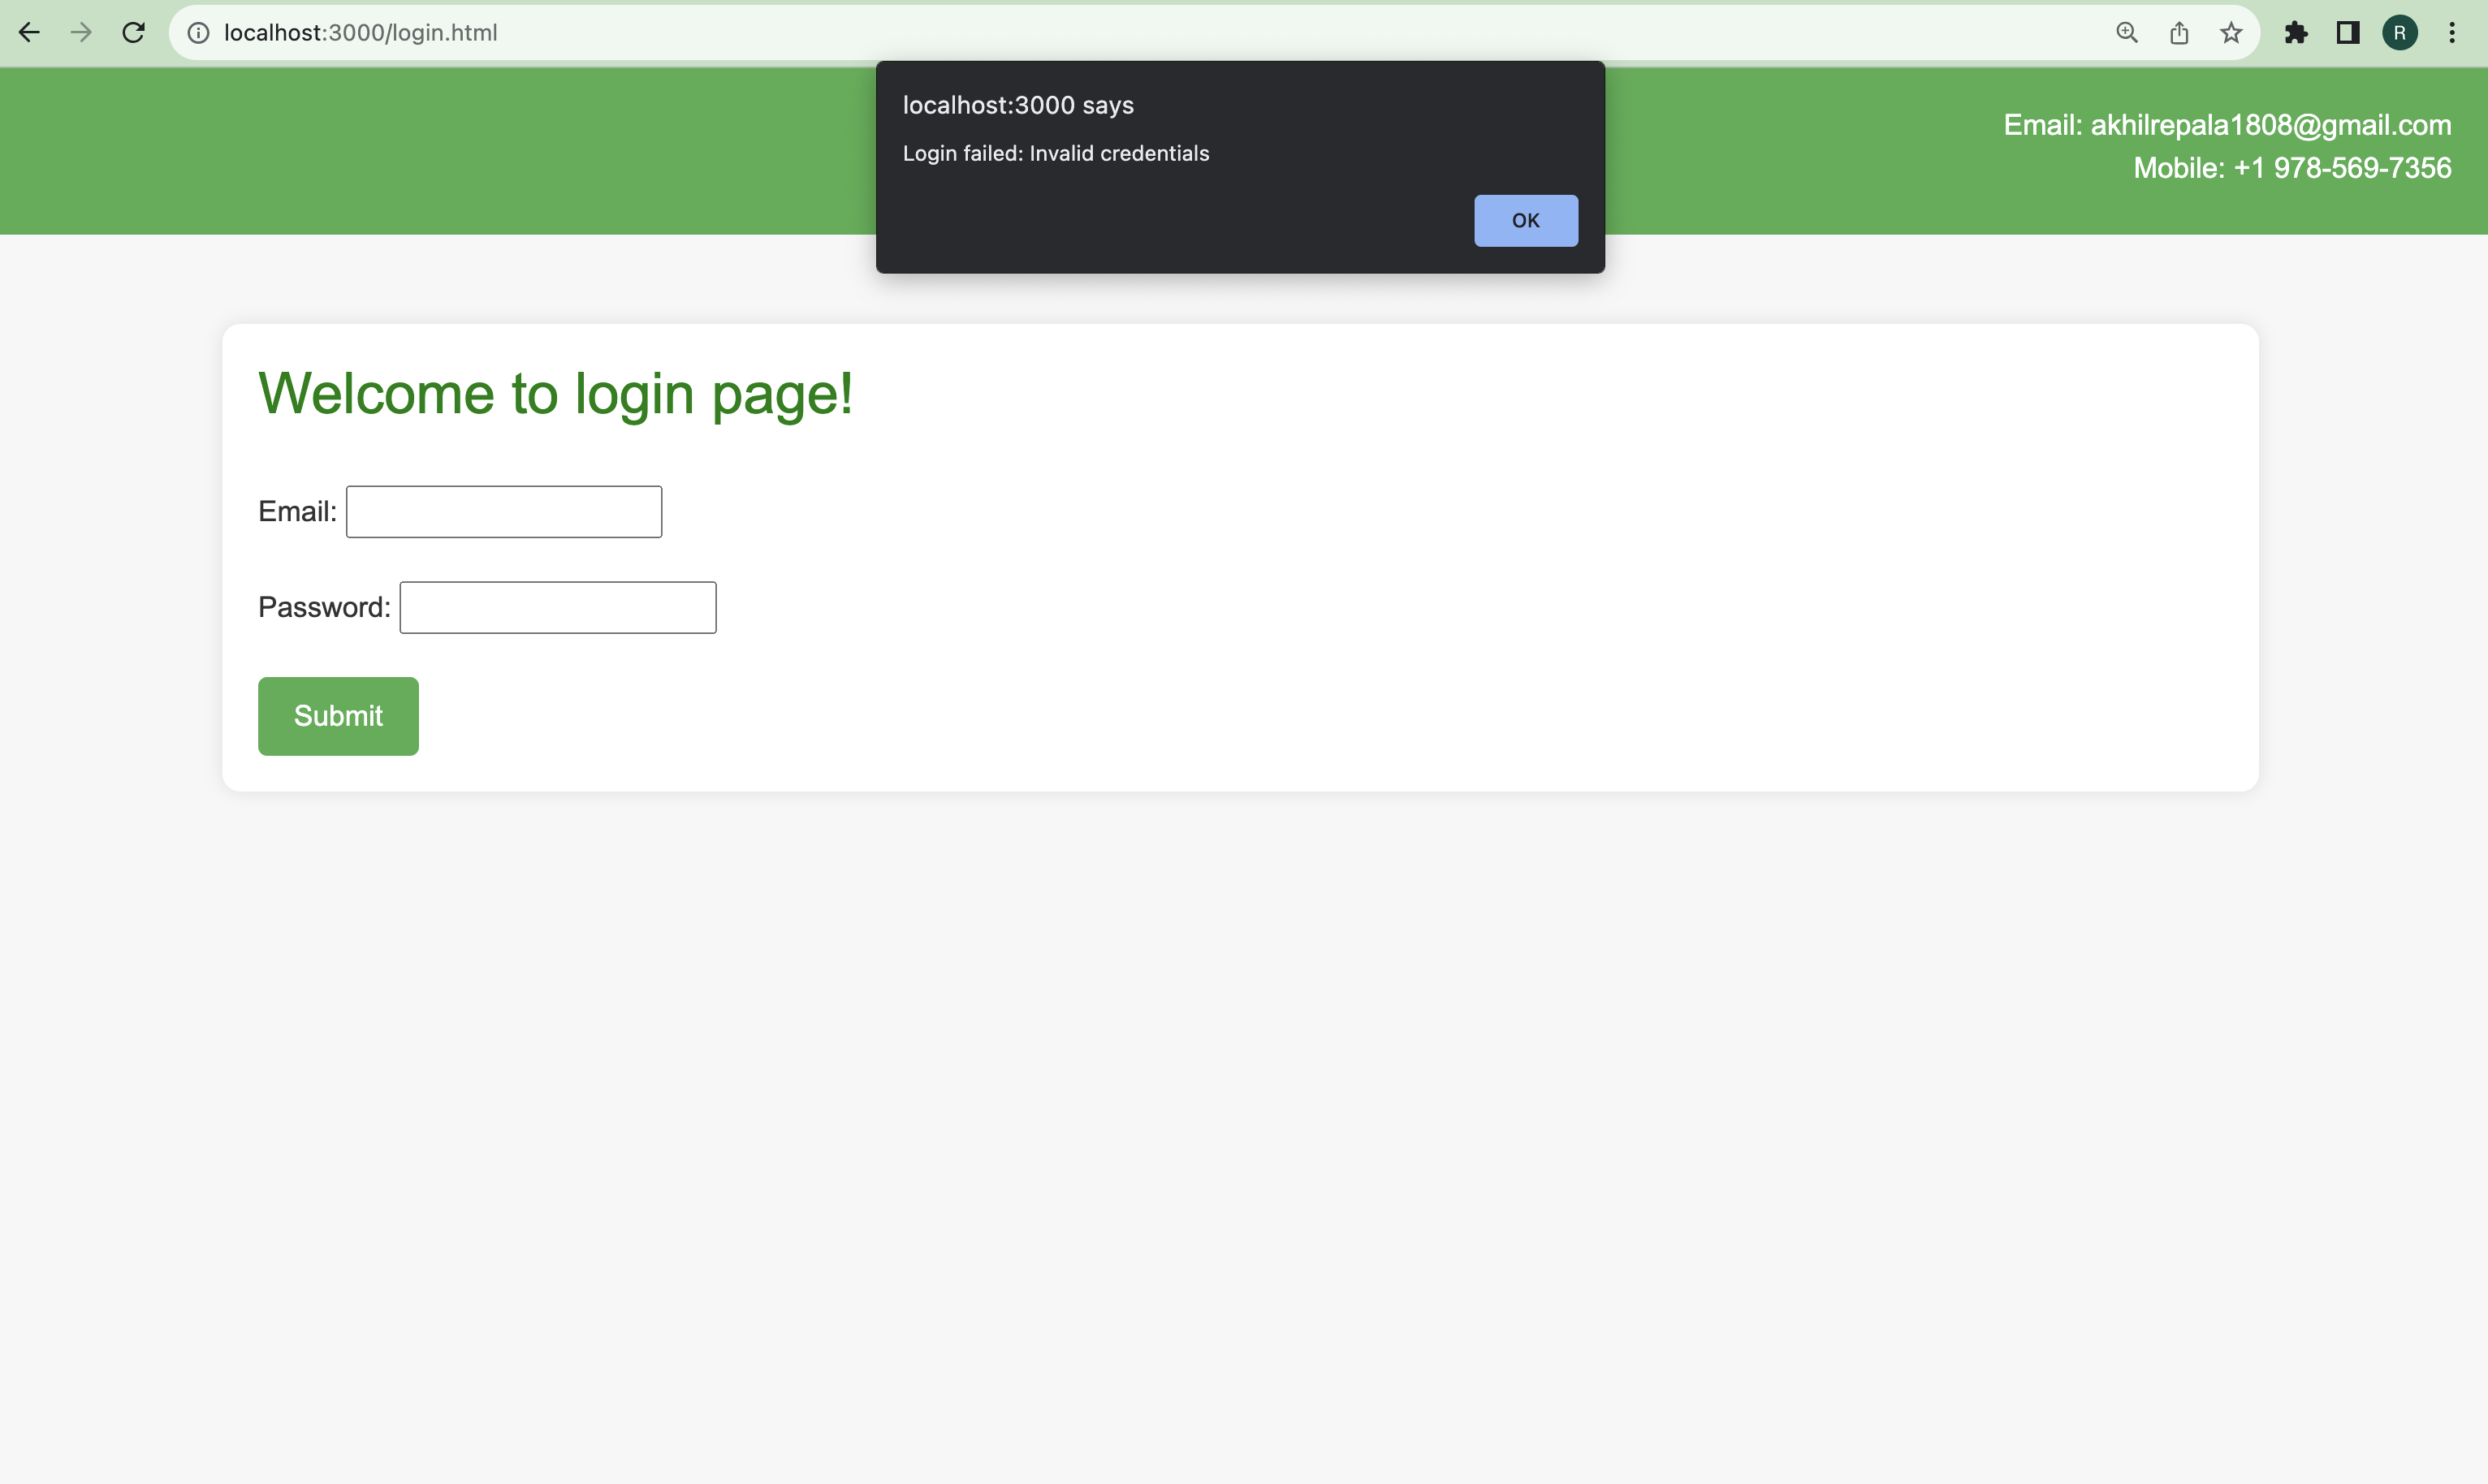 localhost:3000/login.html
R
localhost:3000 says
Login failed: Invalid credentials
OK
Email: akhilrepala1808@gmail.com
Mobile: +1 978-569-7356
Welcome to login page!
Email:
Password:
Submit